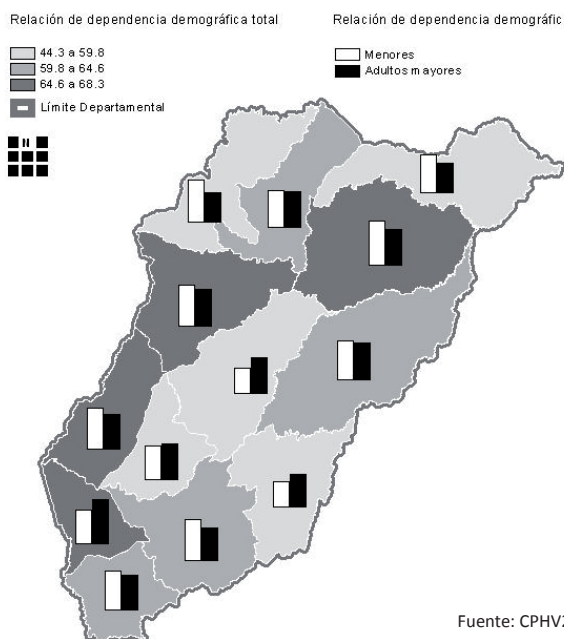 Relación de dependencia demográfica total
44.3 a 59.8
59.8 a 64.6
64.6 a 68.3
Límite Departamental
N
Relación de dependencia demográfic
Menores
Adultos mayores
Fuente: CPHV2